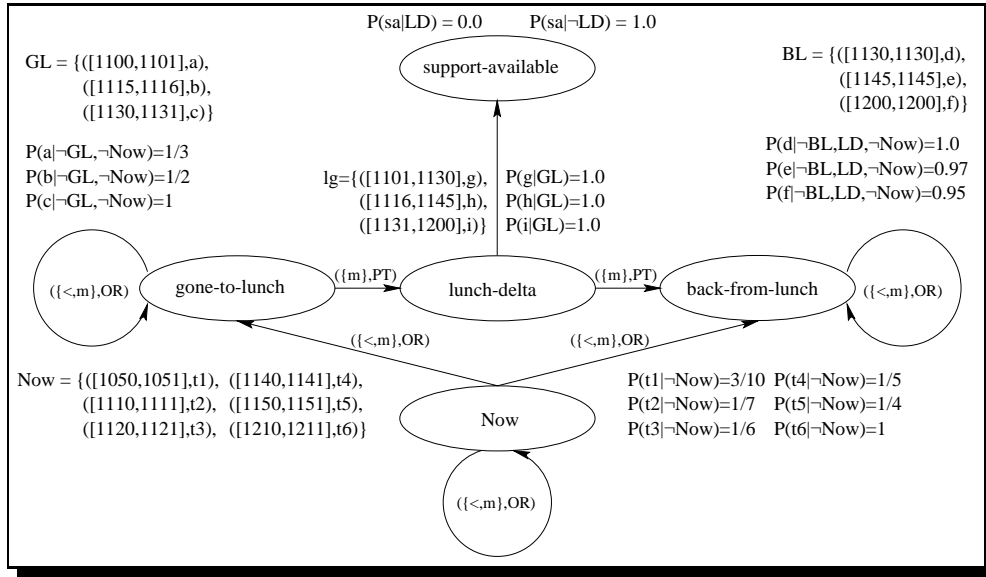 P(sa|LD) = 0.0 P(sa|¬LD) = 1.0
support-available
GL = {([1100,1101],a),
([1115,1116],b),
([1130,1131],c)}
BL = {([1130,1130],d),
([1145,1145],e),
([1200,1200],f)}
P(a|¬GL,¬Now)=1/3
P(b|¬GL,¬Now)=1/2
P(c|¬GL,¬Now)=1
lg={([1101,1130],g),
([1116,1145],h),
([1131,1200],i)}
P(g|GL)=1.0
P(h|GL)=1.0
P(i|GL)=1.0
P(d|¬BL,LD,¬Now)=1.0
P(e|¬BL,LD,¬Now)=0.97
P(f|¬BL,LD,¬Now)=0.95
({<,m},OR)
gone-to-lunch
({m},PT)
lunch-delta
({m},PT)
back-from-lunch
({<,m},OR)
({<,m},OR)
({<,m},OR)
Now = {([1050,1051],t1), ([1140,1141],t4),
([1110,1111],t2), ([1150,1151],t5),
([1120,1121],t3), ([1210,1211],t6)}
Now
P(t1|¬Now)=3/10 P(t4|¬Now)=1/5
P(t2|¬Now)=1/7 P(t5|¬Now)=1/4
P(t3|¬Now)=1/6 P(t6|¬Now)=1
({<,m},OR)